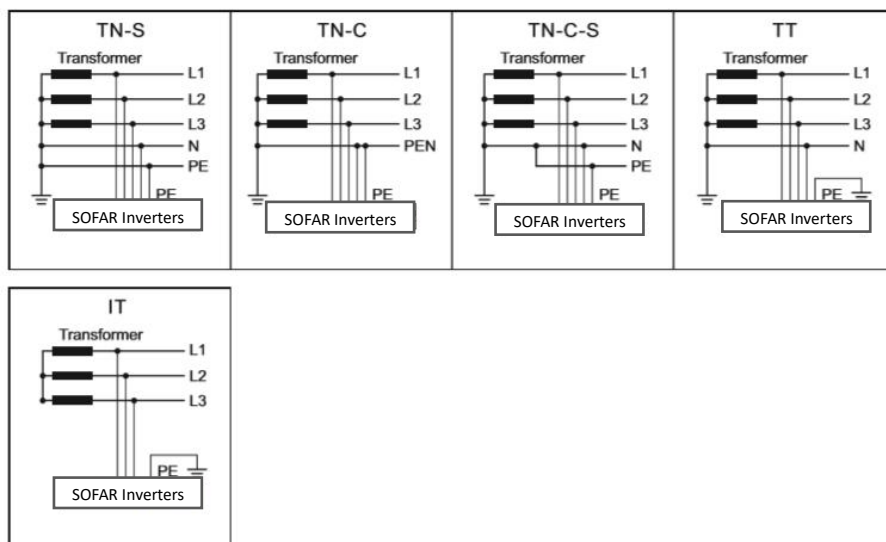 TN-S
Transformer
L1
L2
L3
N
PE
PE
SOFAR Inverters
TN-C
Transformer
L1
L2
L3
PEN
PE
SOFAR Inverters
TN-C-S
Transformer
L1
L2
L3
N
PE
PE
SOFAR Inverters
TT
Transformer
L1
L2
L3
N
PE
SOFAR Inverters
IT
Transformer
L1
L2
L3
PE
SOFAR Inverters